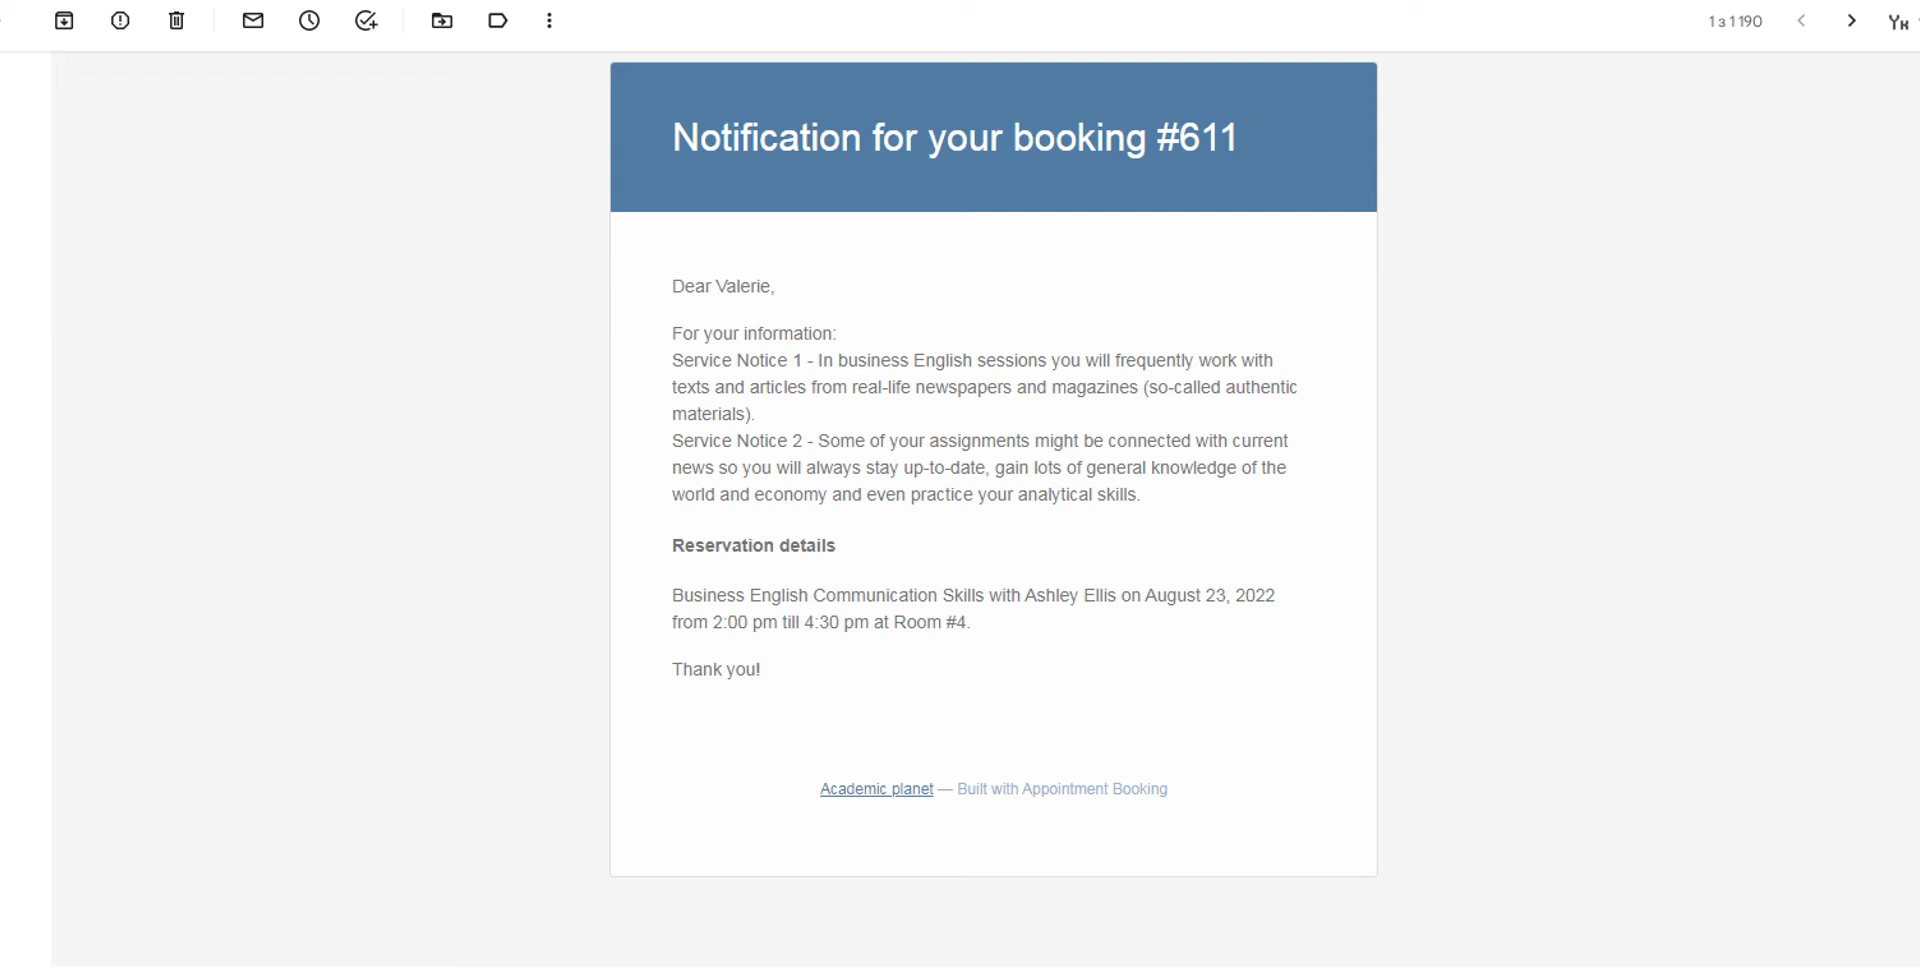 1 з 1 190
Ук
Notification for your booking #611
Dear Valerie,
For your information:
Service Notice 1 - In business English sessions you will frequently work with
texts and articles from real-life newspapers and magazines (so-called authentic
materials).
Service Notice 2 - Some of your assignments might be connected with current
news so you will always stay up-to-date, gain lots of general knowledge of the
world and economy and even practice your analytical skills.
Reservation details
Business English Communication Skills with Ashley Ellis on August 23, 2022
from 2:00 pm till 4:30 pm at Room #4.
Thank you!
Academic planet — Built with Appointment Booking